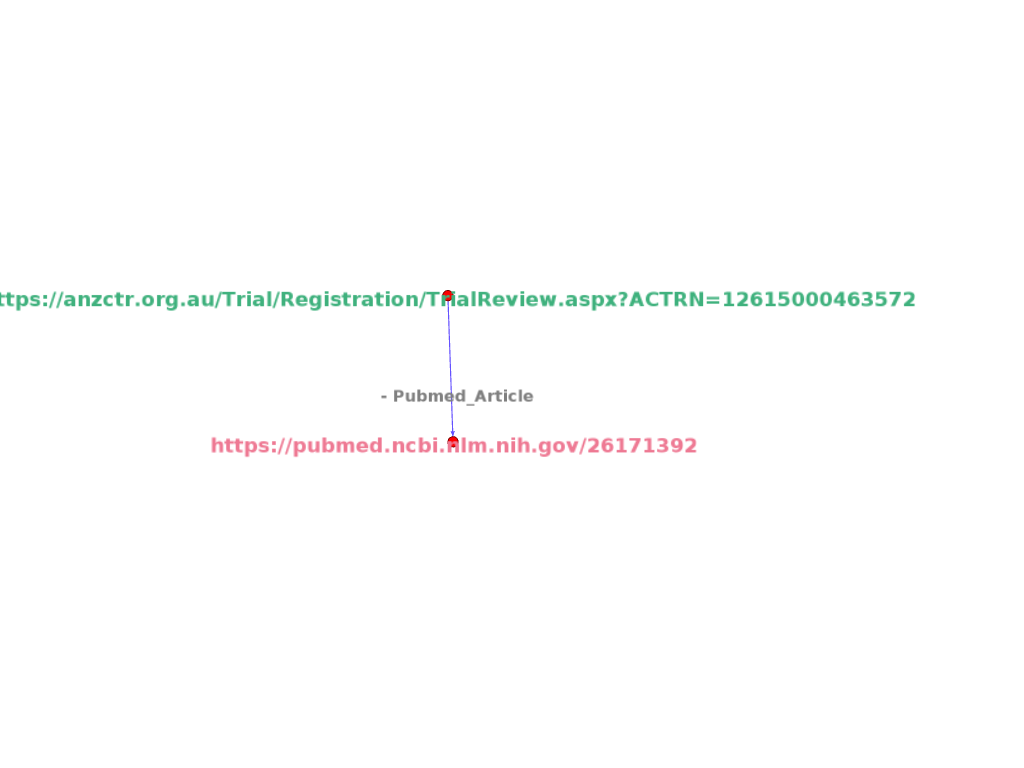 ttps://anzctr.org.au/Trial/Registration/TrialReview.aspx?ACTRN=12615000463572
- Pubmed_Article
https://pubmed.ncbi.nlm.nih.gov/26171392